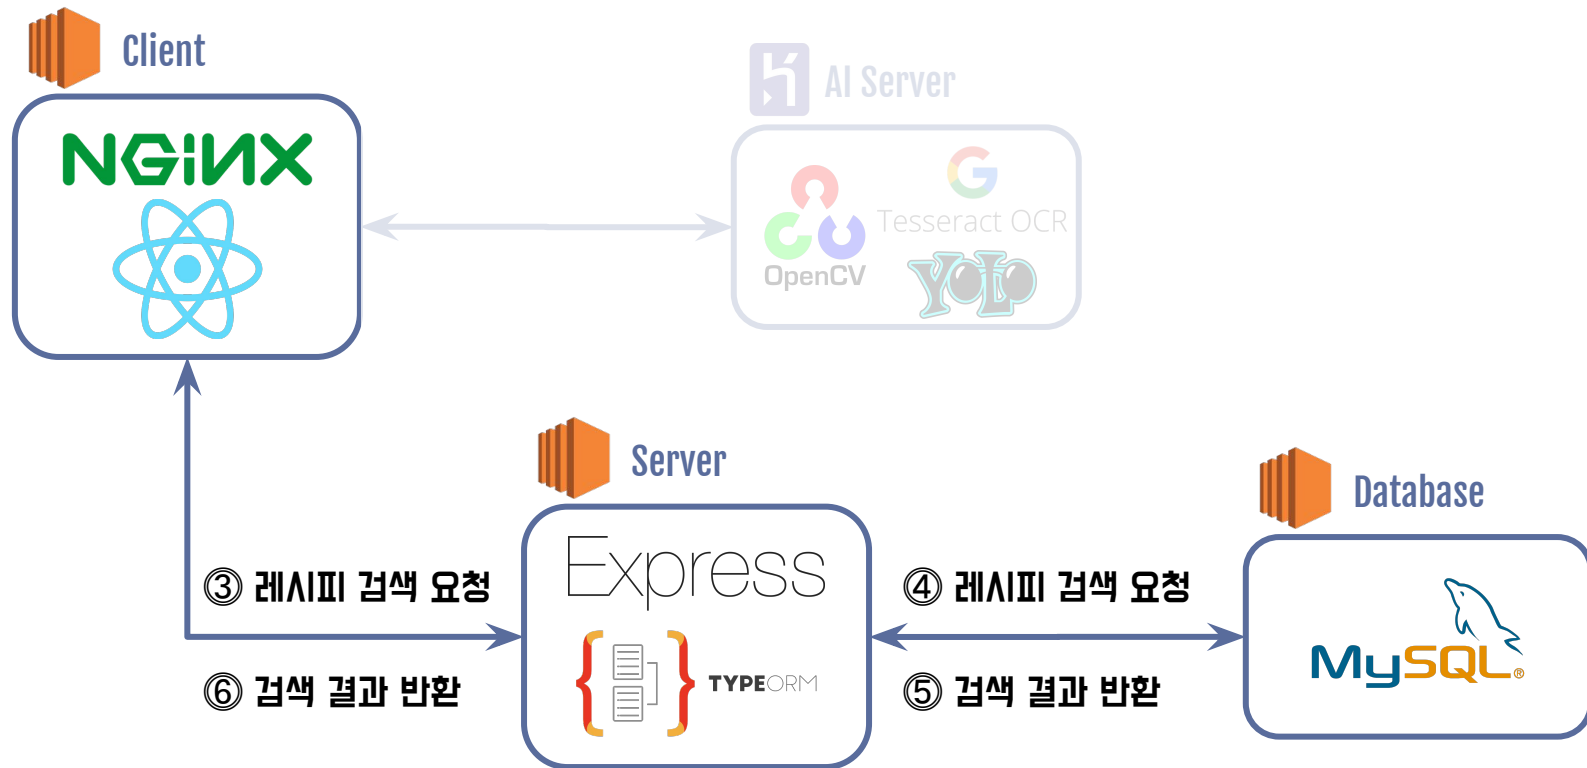 Client
NGiNX
AI Server
OpenCV
Tesseract OCR
YOLO
Server
Express
TYPEORM
Database
MySQL®
③ 레시피 검색 요청
⑥ 검색 결과 반환
④ 레시피 검색 요청
⑤ 검색 결과 반환